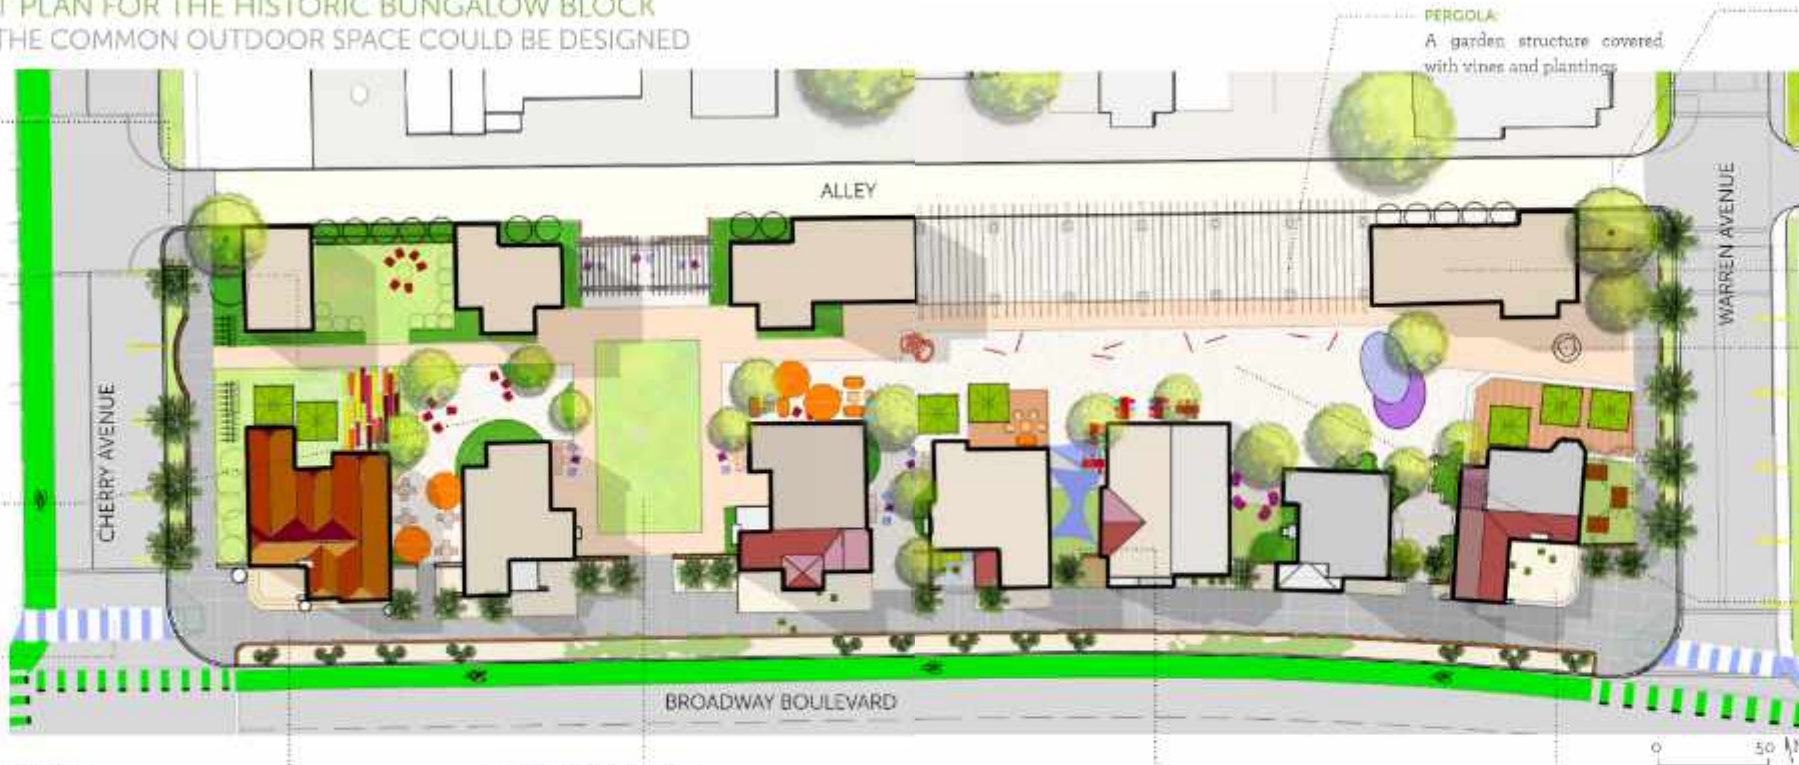 T PLAN FOR THE HISTORIC BUNGALOW BLOCK
THE COMMON OUTDOOR SPACE COULD BE DESIGNED
PERGOLA:
A garden structure covered
with vines and plantings
ALLEY
CHERRY AVENUE
WARREN AVENUE
BROADWAY BOULEVARD
0 50